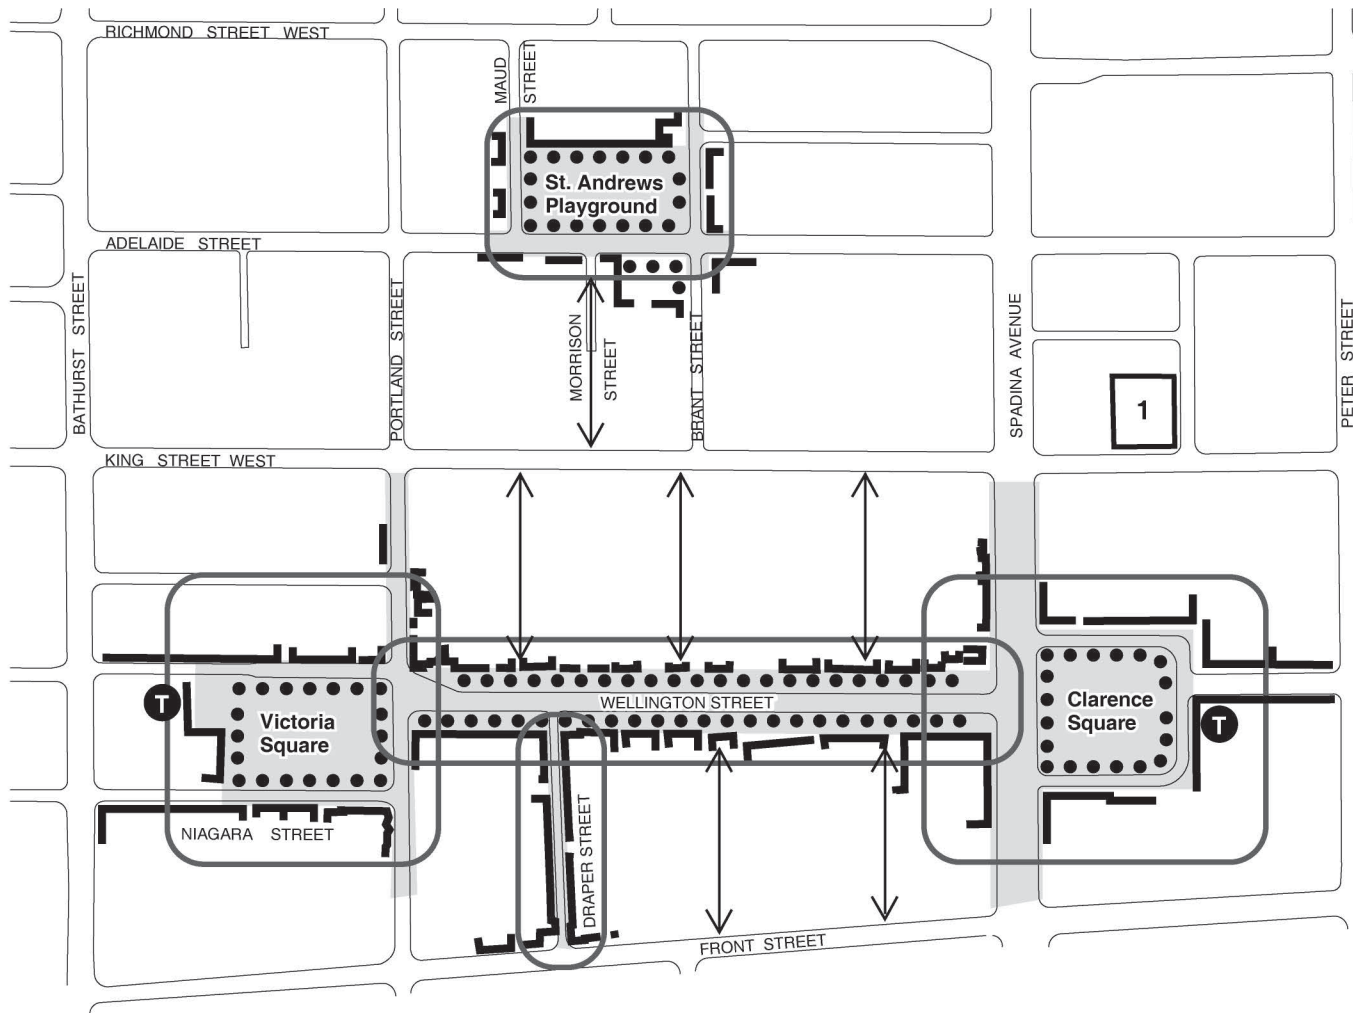 RICHMOND STREET WEST
MAUD
STREET
St. Andrews
Playground
ADELAIDE STREET
BATHURST STREET
PORTLAND STREET
MORRISON
STREET
BRANT STREET
SPADINA AVENUE
PETER STREET
1
KING STREET WEST
WELLINGTON STREET
T
Victoria
Square
Clarence
Square
T
NIAGARA STREET
DRAPER STREET
FRONT STREET